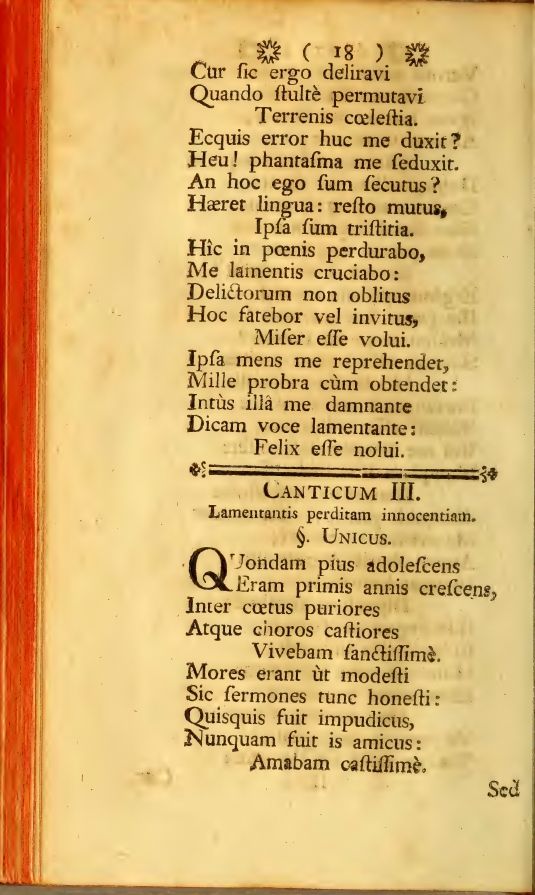 ( 18 )
Cur ſic ergo deliravi
Quando ſtultè permutavi
Terrenis cœleſtia.
Ecquis error huc me duxit?
Heu! phantaſma me ſeduxit.
An hoc ego ſum ſecutus?
Hæret lingua: reſto mutus,
Ipſa ſum triſtitia.
Hîc in pœnis perdurabo,
Me lamentis cruciabo:
Delictorum non oblitus
Hoc fatebor vel invitus,
Miſer eſſe volui.
Ipſa mens me reprehendet,
Mille probra cùm obtendet:
Intùs illâ me damnante
Dicam voce lamentante:
Felix eſſe nolui.
CANTICUM III.
Lamentantis perditam innocentiam.
§. UNICUS.
QUondam pius adoleſcens
Eram primis annis creſcens,
Inter cœtus puriores
Atque choros caſtiores
Vivebam ſanctiſſimè.
Mores erant ùt modeſti
Sic ſermones tunc honeſti:
Quisquis fuit impudicus,
Nunquam fuit is amicus:
Amabam caſtiſſimè.
Sed